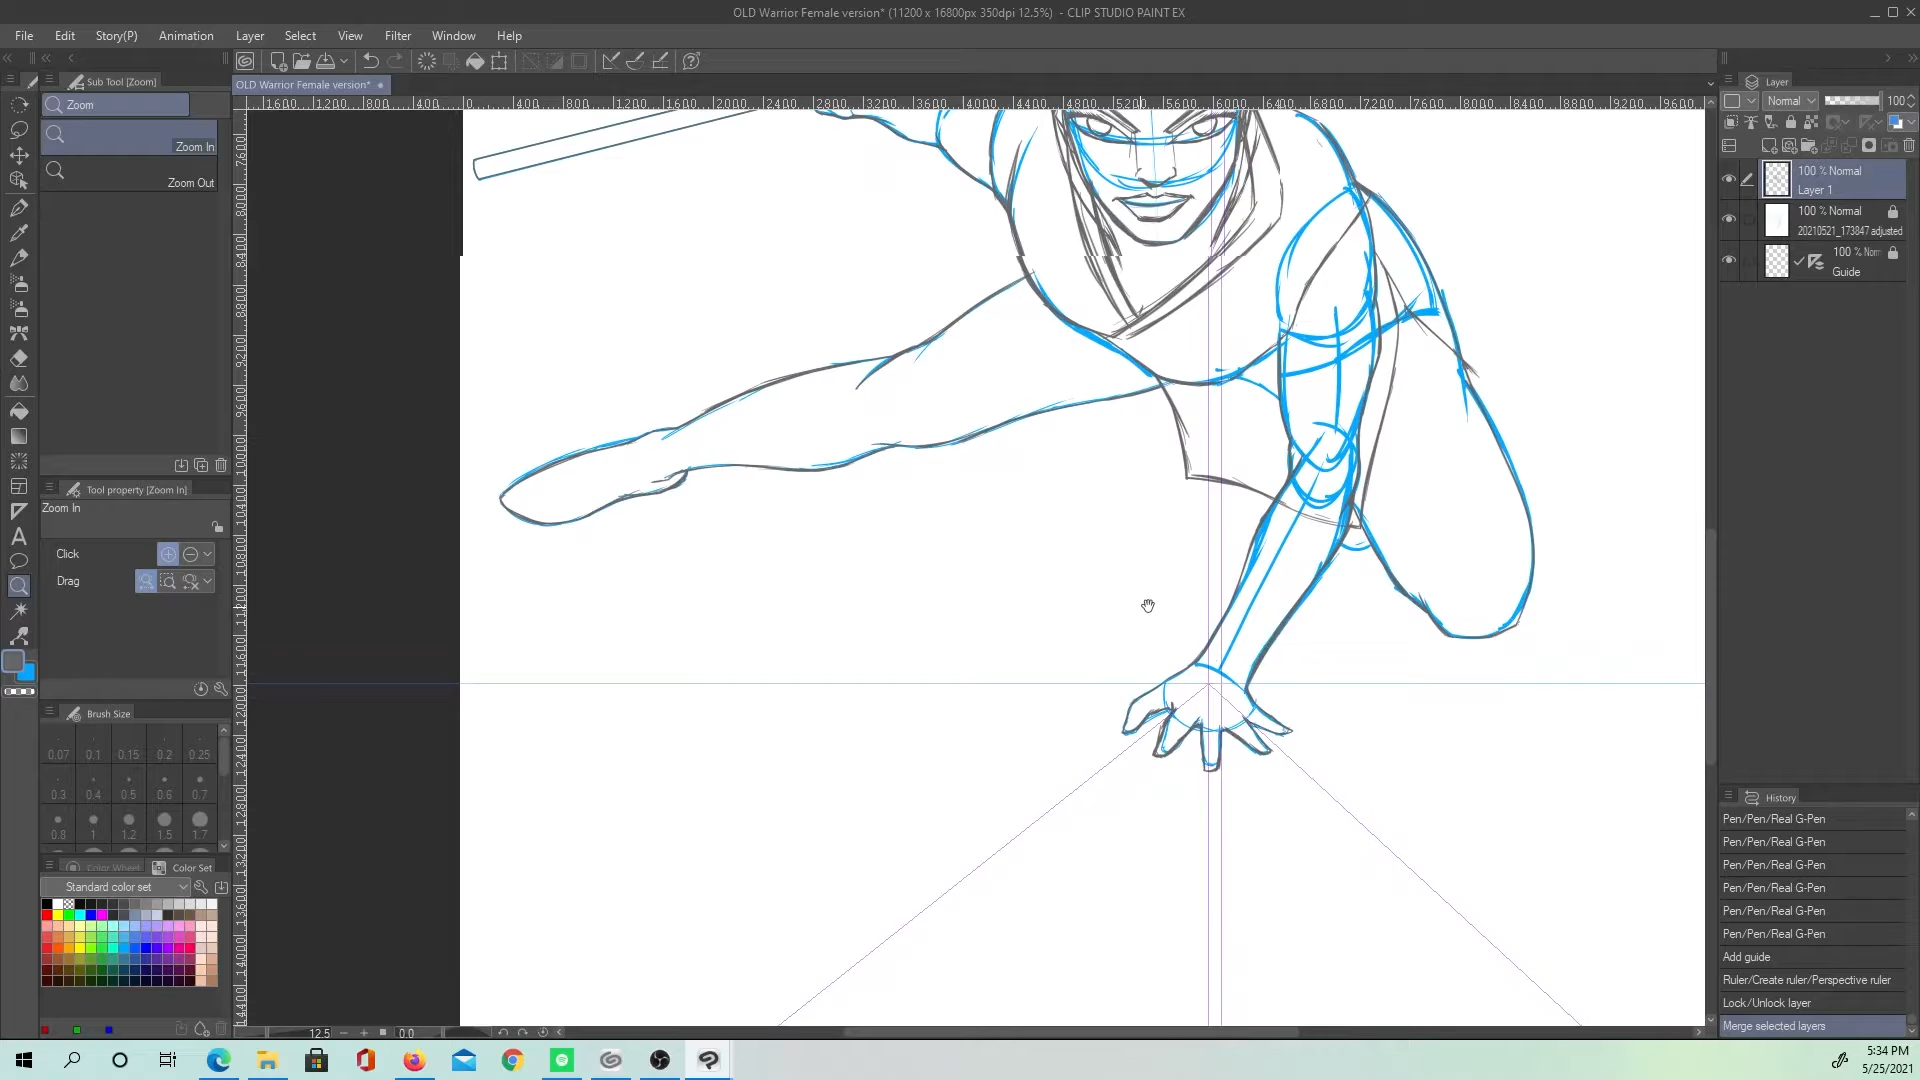 OLD Warrior Female version* (11200 x 16800px 350dpi 12.5%) - CLIP STUDIO PAINT EX
File Edit Story(P) Animation Layer Select View Filter Window Help
Sub Tool [Zoom]
OLD Warrior Female version*
Layer
Zoom
Normal 100
Zoom In
Zoom Out
100 % Normal
Layer 1
100 % Normal
20210521_173847 adjusted
Guide
Tool property [Zoom In]
Zoom In
Click
Drag
Brush Size
0.07 0.1 0.15 0.2 0.25
0.3 0.4 0.5 0.6 0.7
0.8 1 1.2 1.5 1.7
Color Wheel Color Set
Standard color set
History
Pen/Pen/Real G-Pen
Pen/Pen/Real G-Pen
Pen/Pen/Real G-Pen
Pen/Pen/Real G-Pen
Pen/Pen/Real G-Pen
Pen/Pen/Real G-Pen
Add guide
Ruler/Create ruler/Perspective ruler
Lock/Unlock layer
Merge selected layers
12.5 0.0
5:34 PM
5/25/2021